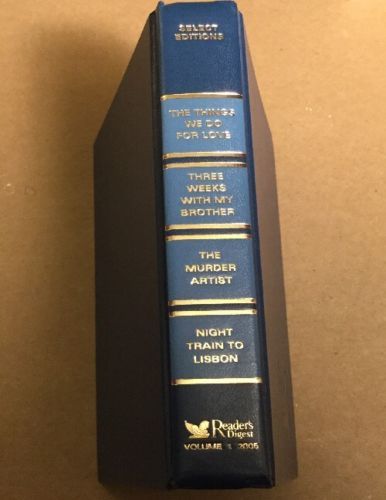 SELECT
EDITIONS
THE THINGS
WE DO
FOR LOVE
THREE
WEEKS
WITH MY
BROTHER
THE
MURDER
ARTIST
NIGHT
TRAIN TO
LISBON
Reader's
Digest
VOLUME 1 2005